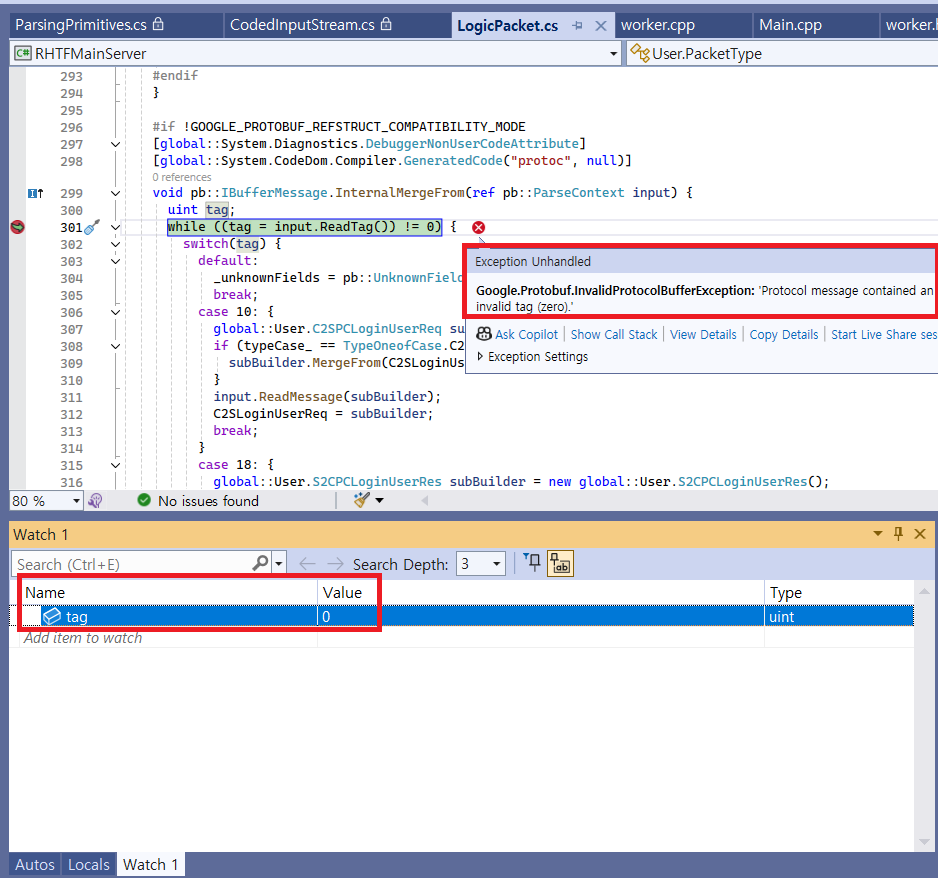 ParsingPrimitives.cs CodedInputStream.cs LogicPacket.cs worker.cpp Main.cpp worker.h
C# RHTFMainServer User.PacketType
293 #endif
294 }
295
296 #if !GOOGLE_PROTOBUF_REFSTRUCT_COMPATIBILITY_MODE
297 [global::System.Diagnostics.DebuggerNonUserCodeAttribute]
298 [global::System.CodeDom.Compiler.GeneratedCode("protoc", null)]
0 references
299 void pb::IBufferMessage.InternalMergeFrom(ref pb::ParseContext input) {
300 uint tag;
301 while ((tag = input.ReadTag()) != 0) {
302 switch(tag) {
303 default:
304 _unknownFields = pb::UnknownField
305 break;
306 case 10: {
307 global::User.C2SPCLoginUserReq su
308 if (typeCase_ == TypeOneofCase.C2
309 subBuilder.MergeFrom(C2SLoginUs
310 }
311 input.ReadMessage(subBuilder);
312 C2SLoginUserReq = subBuilder;
313 break;
314 }
315 case 18: {
316 global::User.S2CPCLoginUserRes subBuilder = new global::User.S2CPCLoginUserRes();
Exception Unhandled
Google.Protobuf.InvalidProtocolBufferException: 'Protocol message contained an
invalid tag (zero).'
Ask Copilot Show Call Stack View Details Copy Details Start Live Share ses
Exception Settings
80 % No issues found
Watch 1
Search (Ctrl+E) Search Depth: 3
Name Value Type
tag 0 uint
Add item to watch
Autos Locals Watch 1